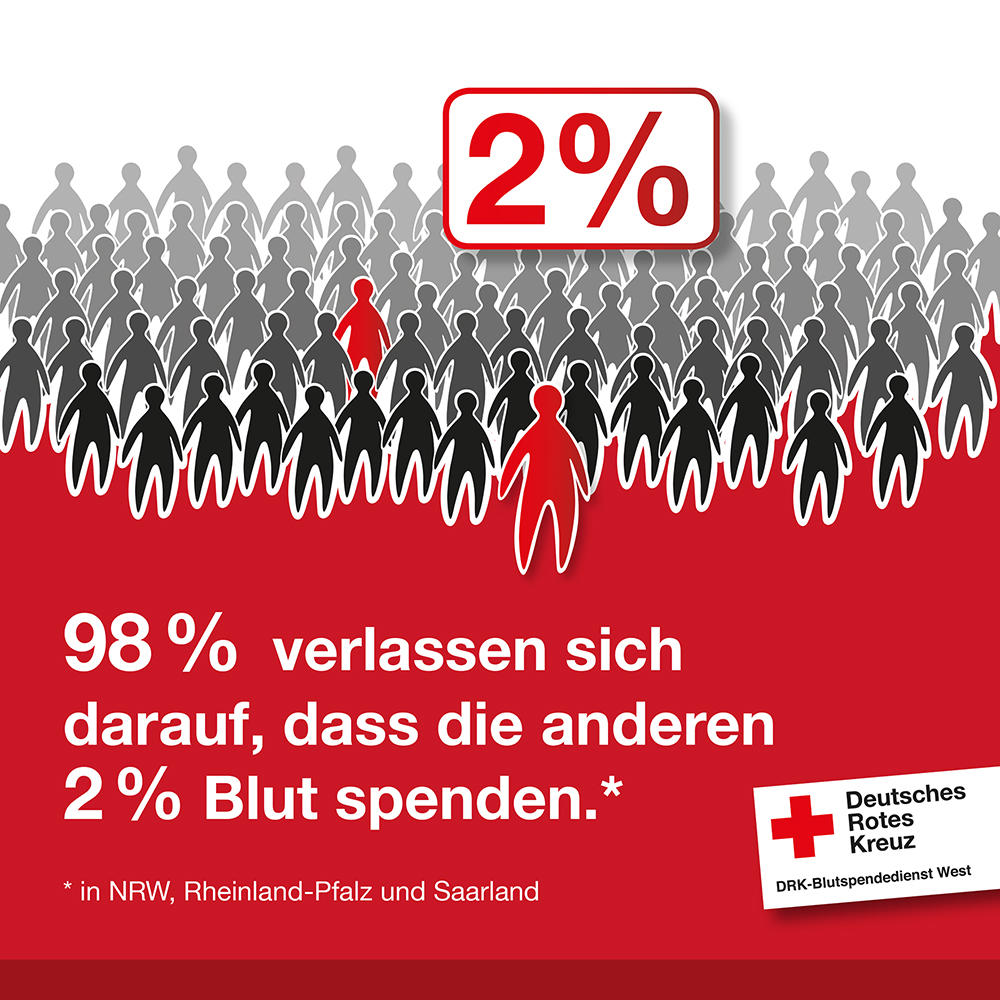 2%
98 % verlassen sich
darauf, dass die anderen
2 % Blut spenden.*
* in NRW, Rheinland-Pfalz und Saarland
Deutsches
Rotes
Kreuz
DRK-Blutspendedienst West